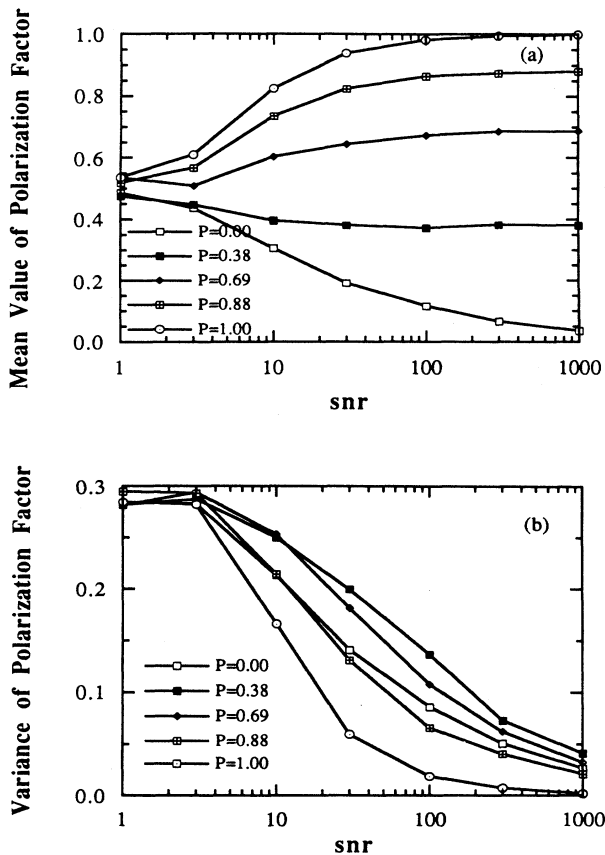 Mean Value of Polarization Factor
1.0
0.8
0.6
0.4
0.2
0.0
(a)
P=0.00
P=0.38
P=0.69
P=0.88
P=1.00
1
10
100
1000
snr
Variance of Polarization Factor
0.3
0.2
0.1
0.0
(b)
P=0.00
P=0.38
P=0.69
P=0.88
P=1.00
1
10
100
1000
snr